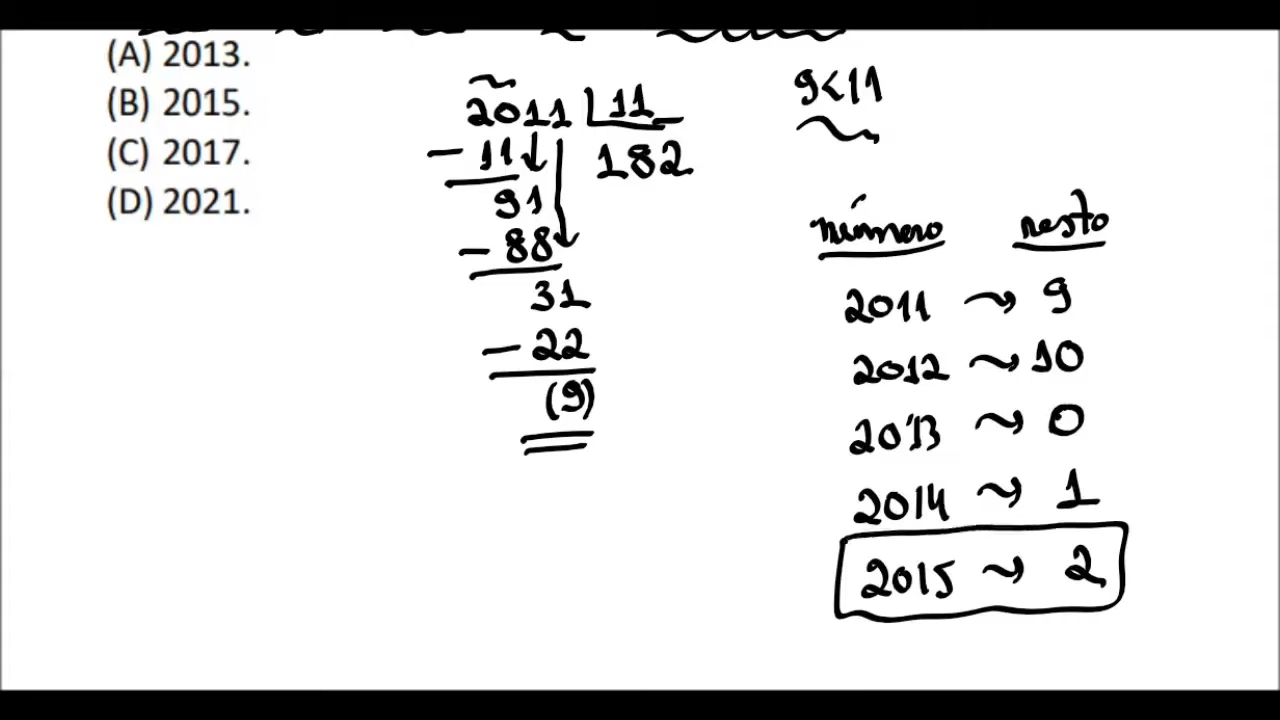 (A) 2013.
(B) 2015.
(C) 2017.
(D) 2021.
2011 11
- 11 182
91
- 88
31
- 22
(9)
9<11
número resto
2011 → 9
2012 → 10
2013 → 0
2014 → 1
2015 → 2